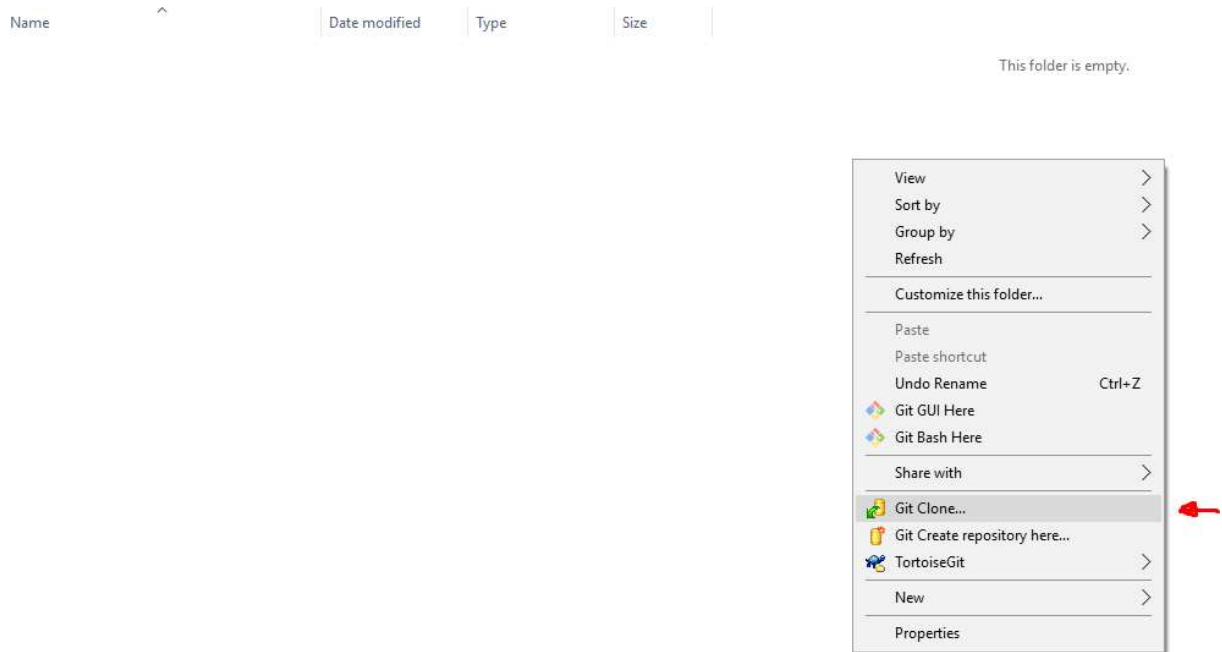 Name Date modified Type Size
This folder is empty.
View
Sort by
Group by
Refresh
Customize this folder...
Paste
Paste shortcut
Undo Rename Ctrl+Z
Git GUI Here
Git Bash Here
Share with
Git Clone...
Git Create repository here...
TortoiseGit
New
Properties